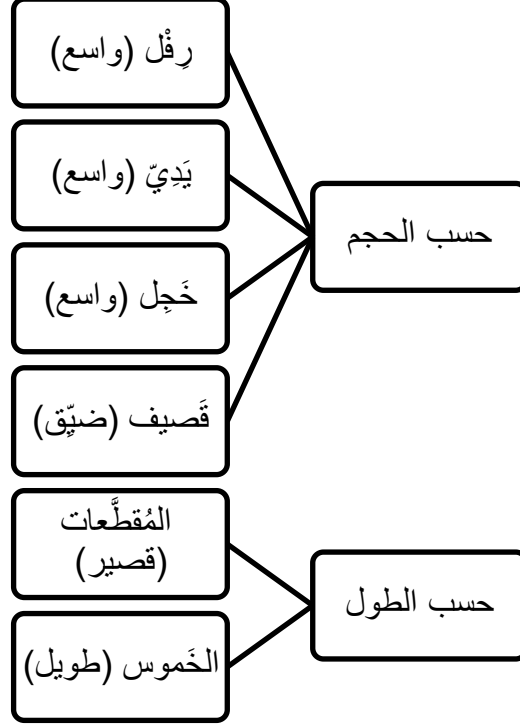 حسب الحجم
رِفْل (واسع)
يَدِيّ (واسع)
خَجِل (واسع)
قَصيف (ضيِّق)
حسب الطول
المُقطَّعات
(قصير)
الخَموس (طويل)